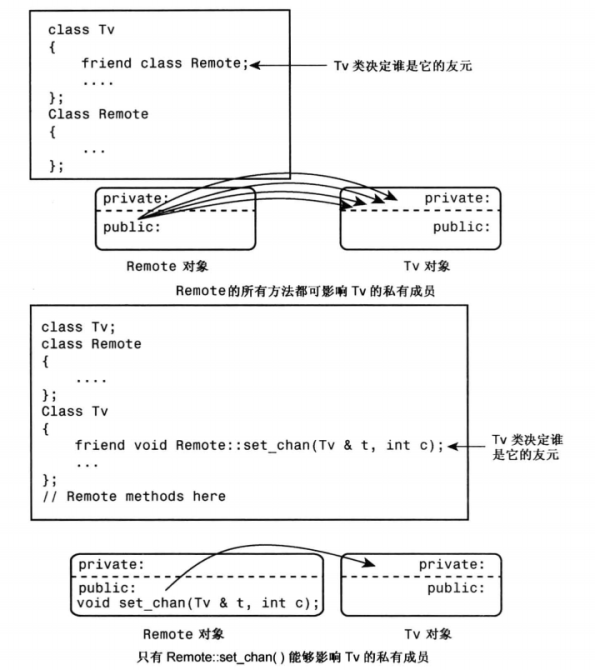 class Tv
{
friend class Remote;
Tv 类决定谁是它的友元
....
};
Class Remote
{
...
};
private:
private:
public:
public:
Remote 对象
Tv 对象
Remote的所有方法都可影响 Tv 的私有成员
class Tv;
class Remote
{
....
};
Class Tv
{
friend void Remote::set_chan(Tv & t, int c);
Tv 类决定谁
是它的友元
...
};
// Remote methods here
private:
private:
public:
public:
void set_chan(Tv & t, int c);
Remote 对象
Tv 对象
只有 Remote::set_chan( ) 能够影响 Tv 的私有成员